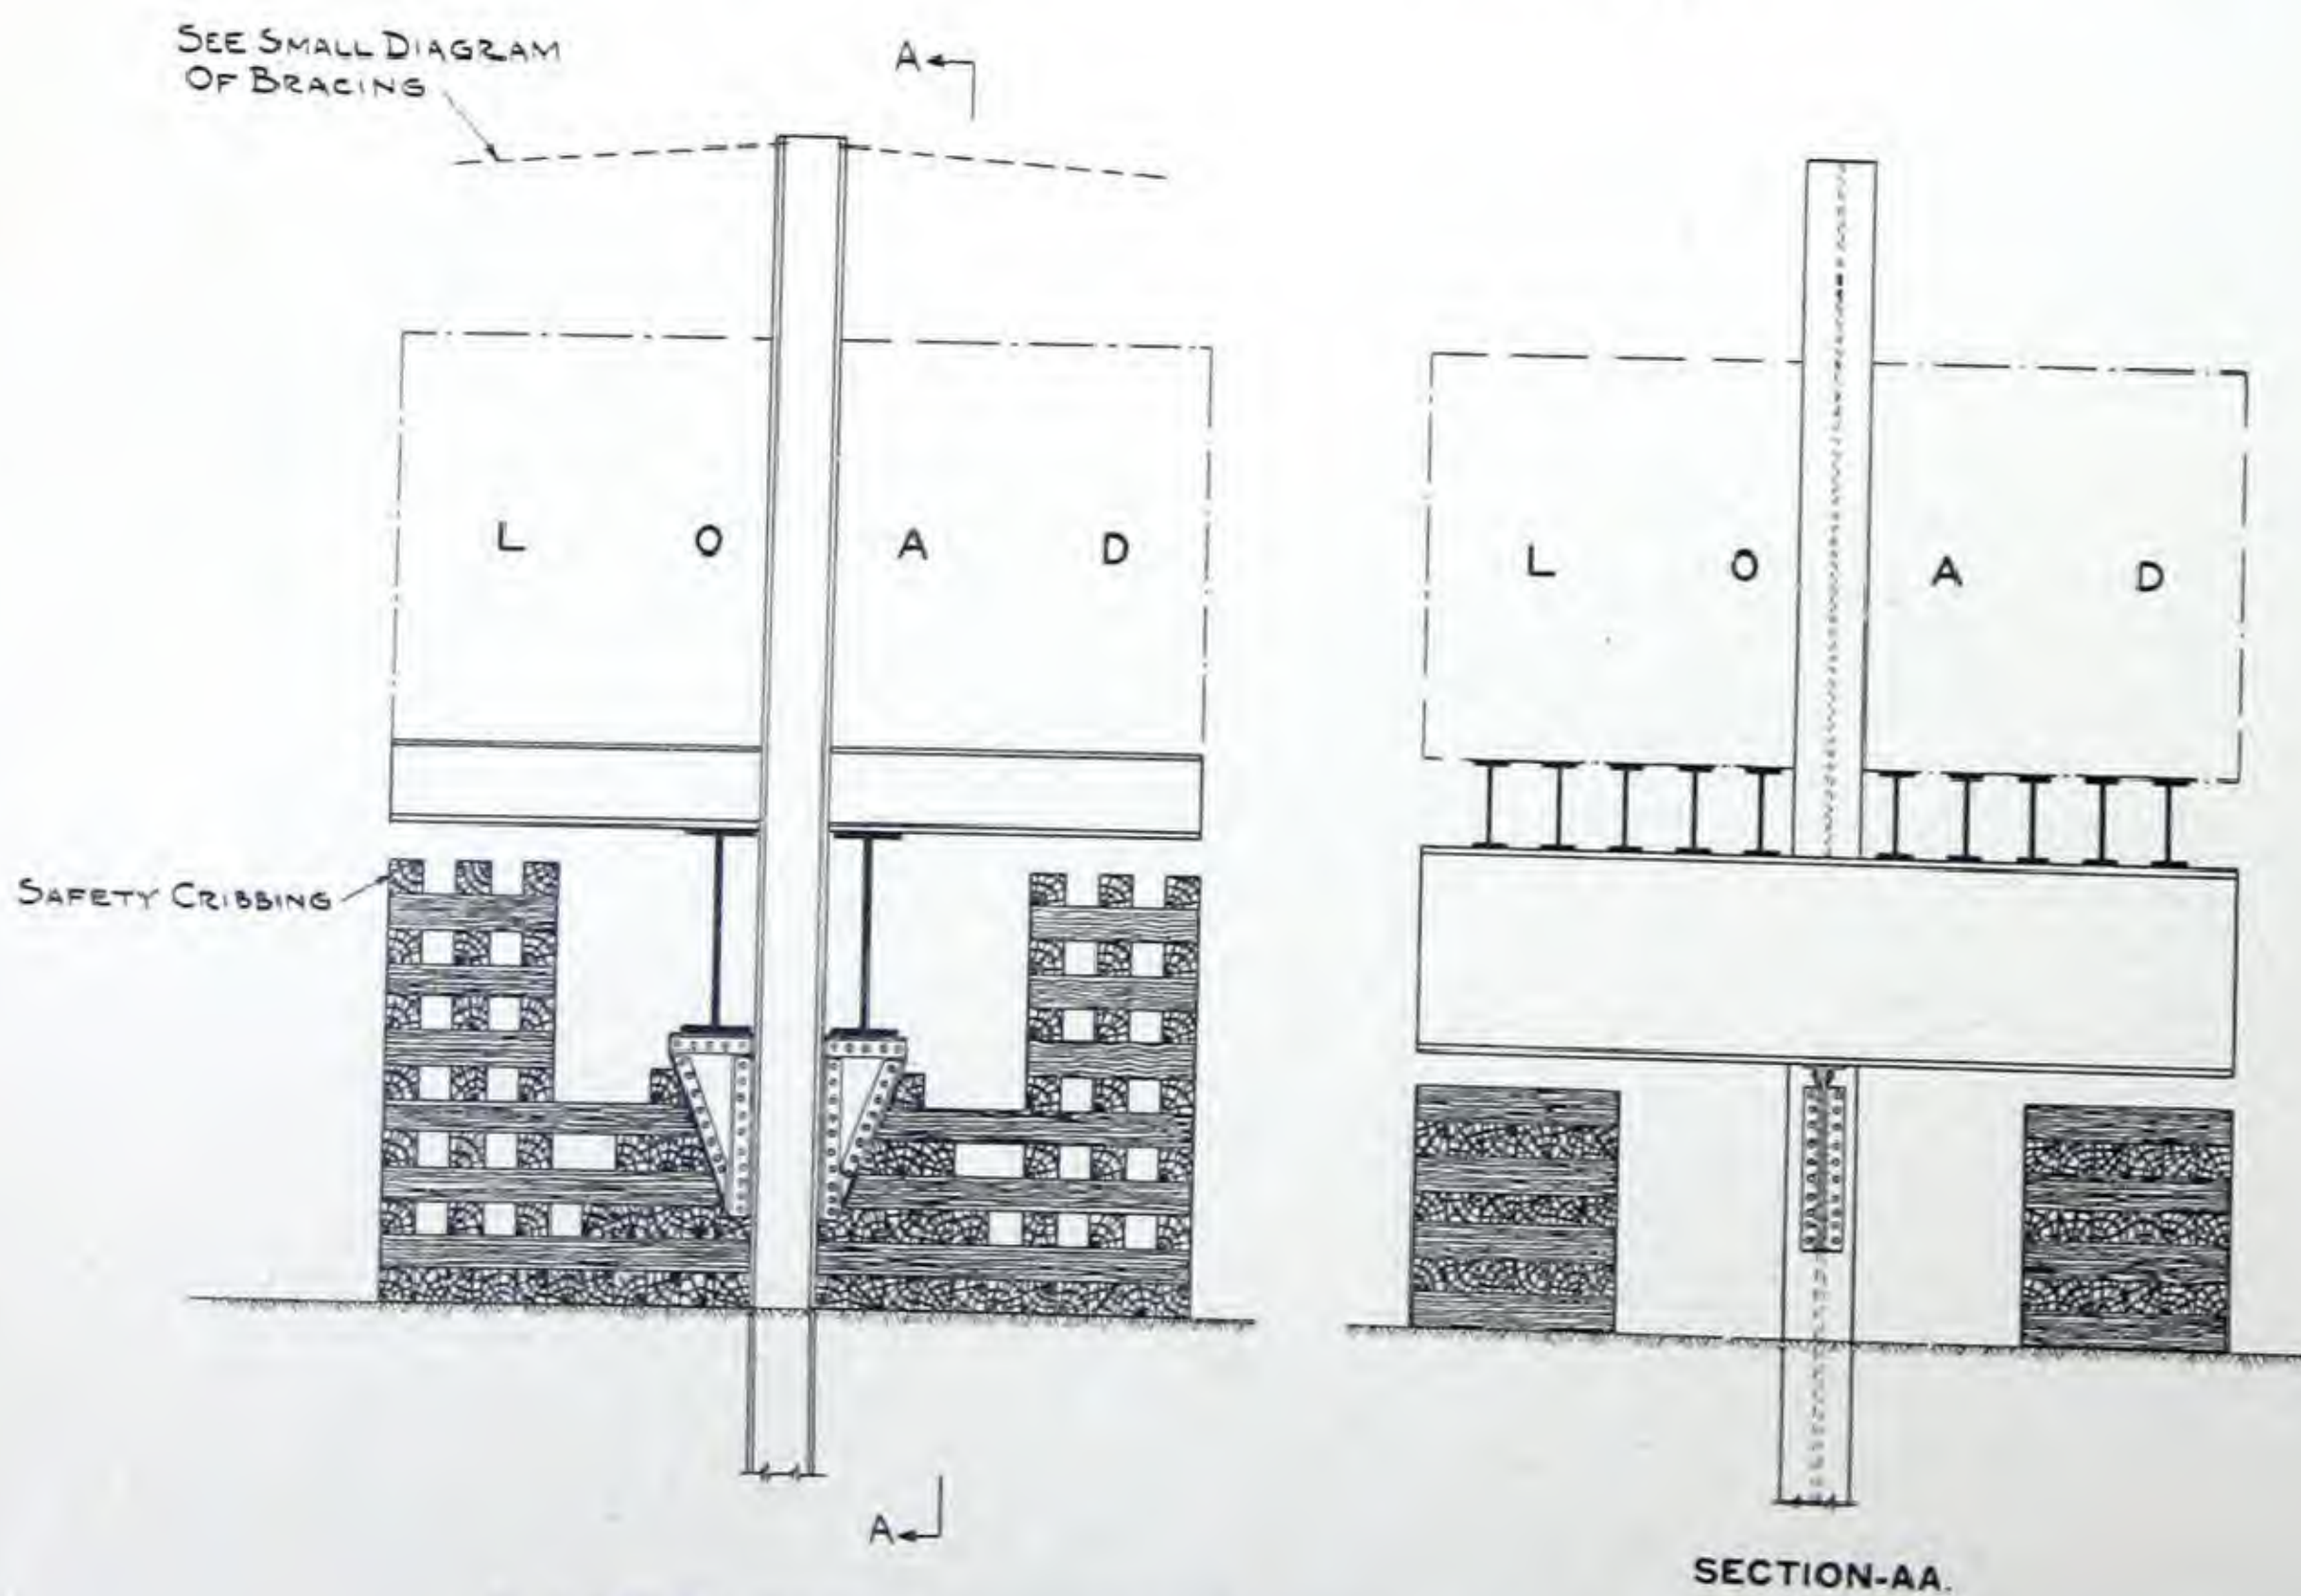 SEE SMALL DIAGRAM
OF BRACING
A
L O A D
L O A D
SAFETY CRIBBING
A
SECTION-AA.